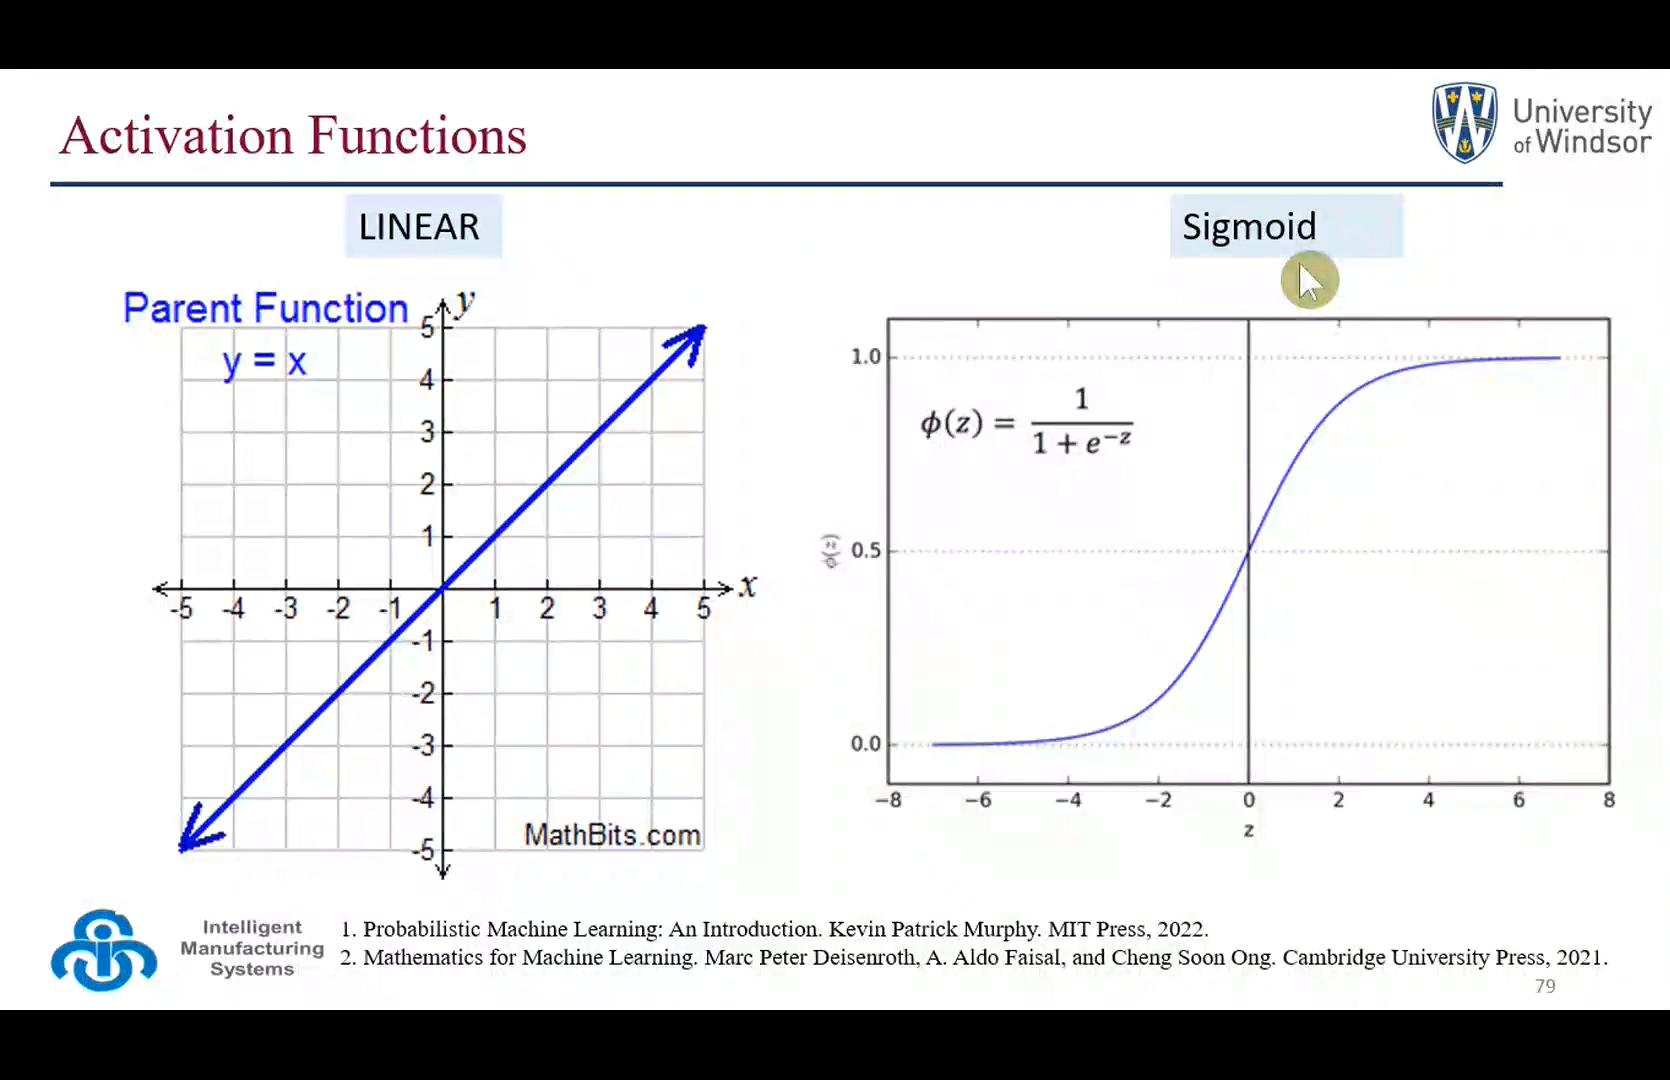 Activation Functions
University
of Windsor
LINEAR
Sigmoid
Parent Function
y = x
y
5
4
3
2
1
-5 -4 -3 -2 -1 1 2 3 4 5 x
-1
-2
-3
-4
-5
MathBits.com
1.0
ϕ(z) = 1 / (1 + e^{−z})
ϕ(z)
0.5
0.0
−8 −6 −4 −2 0 2 4 6 8
z
Intelligent
Manufacturing
Systems
1. Probabilistic Machine Learning: An Introduction. Kevin Patrick Murphy. MIT Press, 2022.
2. Mathematics for Machine Learning. Marc Peter Deisenroth, A. Aldo Faisal, and Cheng Soon Ong. Cambridge University Press, 2021.
79